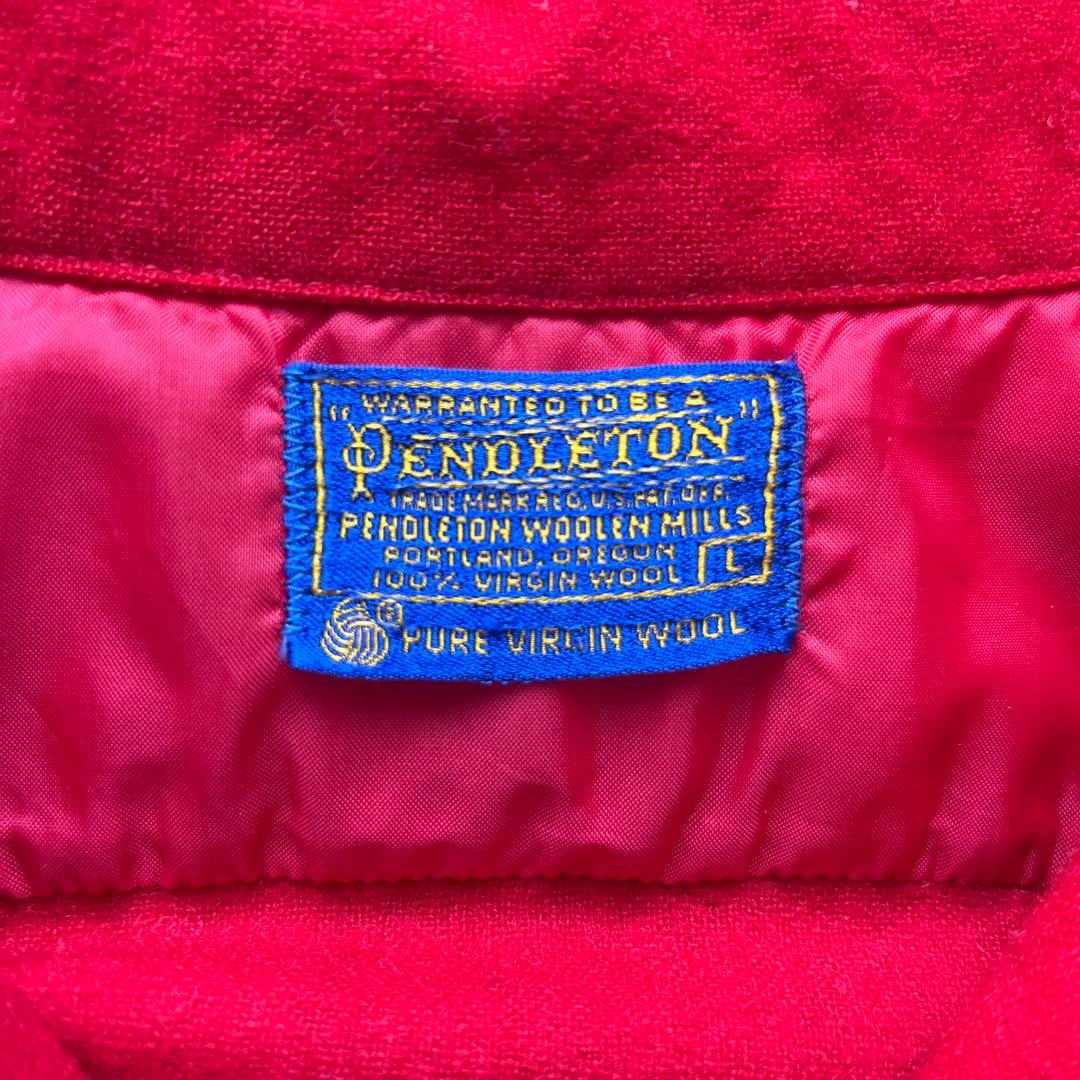 "WARRANTED TO BE A
PENDLETON"
TRADE MARK REG. U.S. PAT. OFF.
PENDLETON WOOLEN MILLS
PORTLAND, OREGON
100% VIRGIN WOOL L
® PURE VIRGIN WOOL